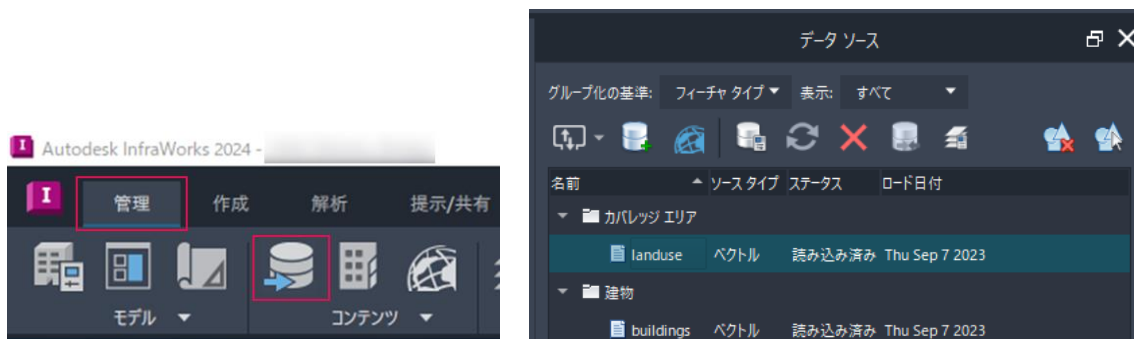 Autodesk InfraWorks 2024 -
管理 作成 解析 提示/共有
モデル コンテンツ
データ ソース
グループ化の基準: フィーチャ タイプ 表示: すべて
名前 ソース タイプ ステータス ロード日付
カバレッジ エリア
landuse ベクトル 読み込み済み Thu Sep 7 2023
建物
buildings ベクトル 読み込み済み Thu Sep 7 2023